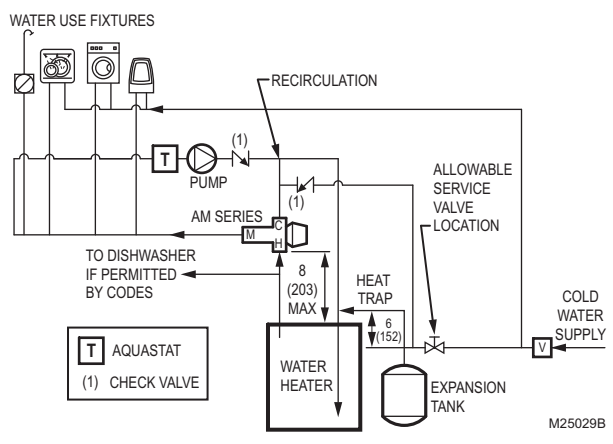 WATER USE FIXTURES
RECIRCULATION
(1)
T
PUMP
ALLOWABLE
SERVICE
VALVE
LOCATION
(1)
AM SERIES
C
M
H
TO DISHWASHER
IF PERMITTED
BY CODES
8
(203)
MAX
HEAT
TRAP
6
(152)
COLD
WATER
SUPPLY
V
T AQUASTAT
(1) CHECK VALVE
WATER
HEATER
EXPANSION
TANK
M25029B